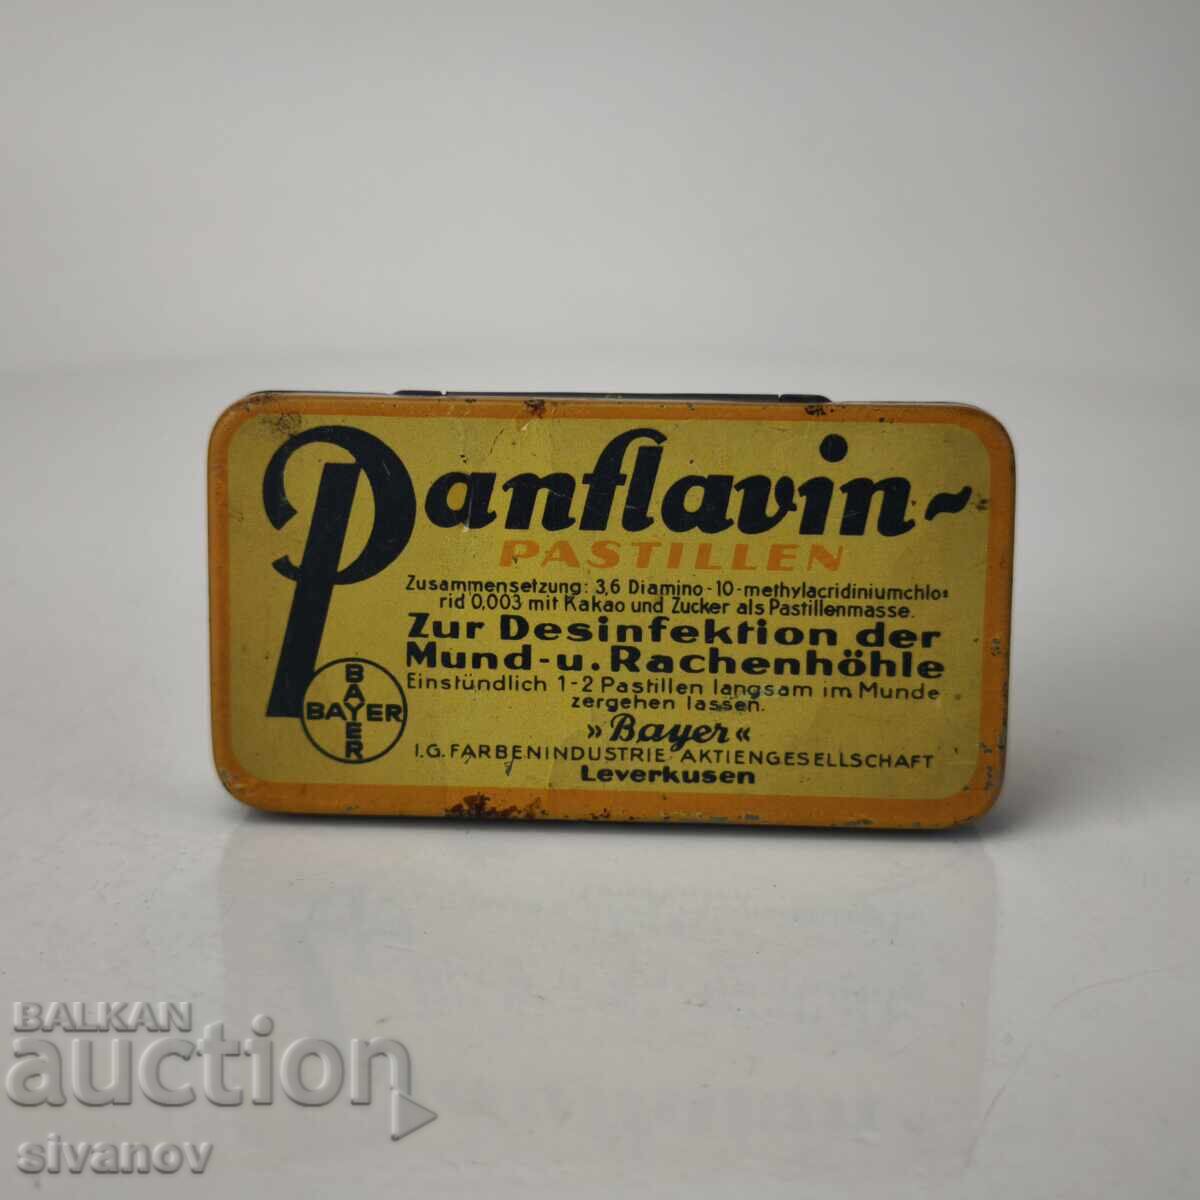 Panflavin-
PASTILLEN
Zusammensetzung: 3,6 Diamino-10-methylacridiniumchlo=
rid 0,003 mit Kakao und Zucker als Pastillenmasse.
Zur Desinfektion der
Mund- u. Rachenhöhle
Einstündlich 1-2 Pastillen langsam im Munde
zergehen lassen.
»Bayer«
I.G. FARBENINDUSTRIE AKTIENGESELLSCHAFT
Leverkusen
BAYER
BAYER
BALKAN
auction
sivanov